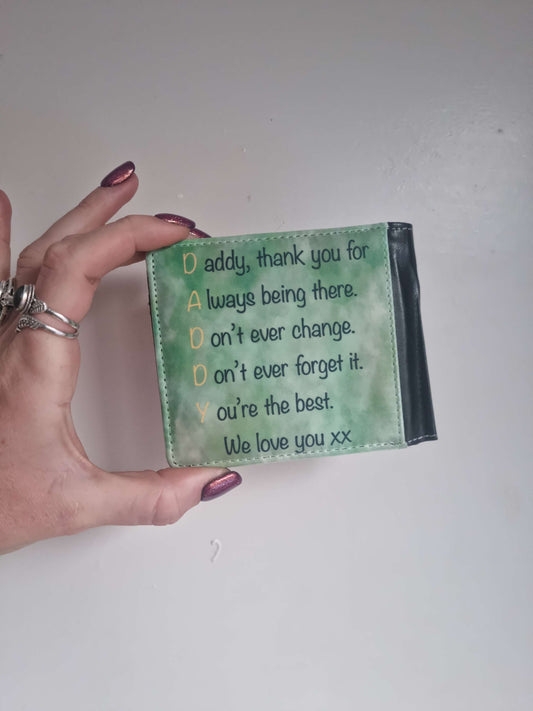 Daddy, thank you for
Always being there.
Don't ever change.
Don't ever forget it.
You're the best.
We love you xx